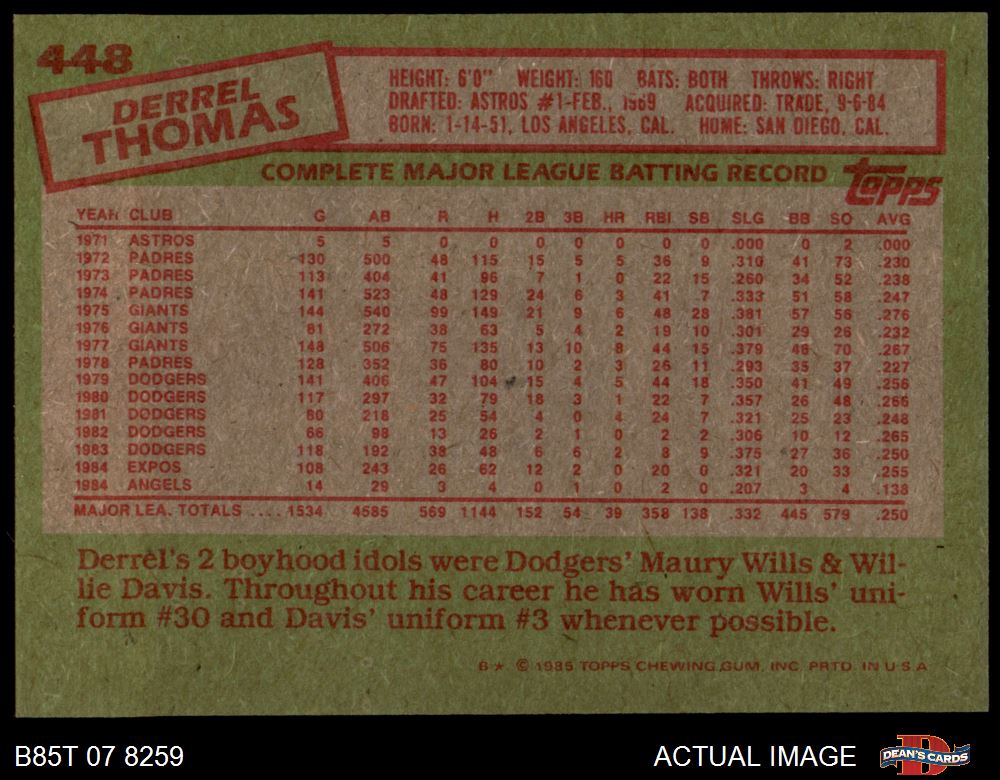 448
DERREL
THOMAS
HEIGHT: 6'0" WEIGHT: 160 BATS: BOTH THROWS: RIGHT
DRAFTED: ASTROS #1-FEB., 1969 ACQUIRED: TRADE, 9-6-84
BORN: 1-14-51, LOS ANGELES, CAL. HOME: SAN DIEGO, CAL.
COMPLETE MAJOR LEAGUE BATTING RECORD
Topps
YEAR CLUB G AB R H 2B 3B HR RBI SB SLG BB SO AVG
1971 ASTROS 5 5 0 0 0 0 0 0 0 .000 0 2 .000
1972 PADRES 130 500 48 115 15 5 5 36 9 .310 41 73 .230
1973 PADRES 113 404 41 96 7 1 0 22 15 .260 34 52 .238
1974 PADRES 141 523 48 129 24 6 3 41 7 .333 51 58 .247
1975 GIANTS 144 540 99 149 21 9 6 48 28 .381 57 56 .276
1976 GIANTS 81 272 38 63 5 4 2 19 10 .301 29 26 .232
1977 GIANTS 148 506 75 135 13 10 8 44 15 .379 46 70 .267
1978 PADRES 128 352 36 80 10 2 3 26 11 .293 35 37 .227
1979 DODGERS 141 406 47 104 15 4 5 44 18 .350 41 49 .256
1980 DODGERS 117 297 32 79 18 3 1 22 7 .357 26 48 .266
1981 DODGERS 80 218 25 54 4 0 4 24 7 .321 25 23 .248
1982 DODGERS 66 98 13 26 2 1 0 2 2 .306 10 12 .265
1983 DODGERS 118 192 38 48 6 6 2 8 9 .375 27 36 .250
1984 EXPOS 108 243 26 62 12 2 0 20 0 .321 20 33 .255
1984 ANGELS 14 29 3 4 0 1 0 2 0 .207 3 4 .138
MAJOR LEA. TOTALS .... 1534 4585 569 1144 152 54 39 358 138 .332 445 579 .250
Derrel's 2 boyhood idols were Dodgers' Maury Wills & Wil-
lie Davis. Throughout his career he has worn Wills' uni-
form #30 and Davis' uniform #3 whenever possible.
B★ © 1985 TOPPS CHEWING GUM, INC. PRTD. IN U.S.A.
B85T 07 8259
ACTUAL IMAGE
DEAN'S CARDS